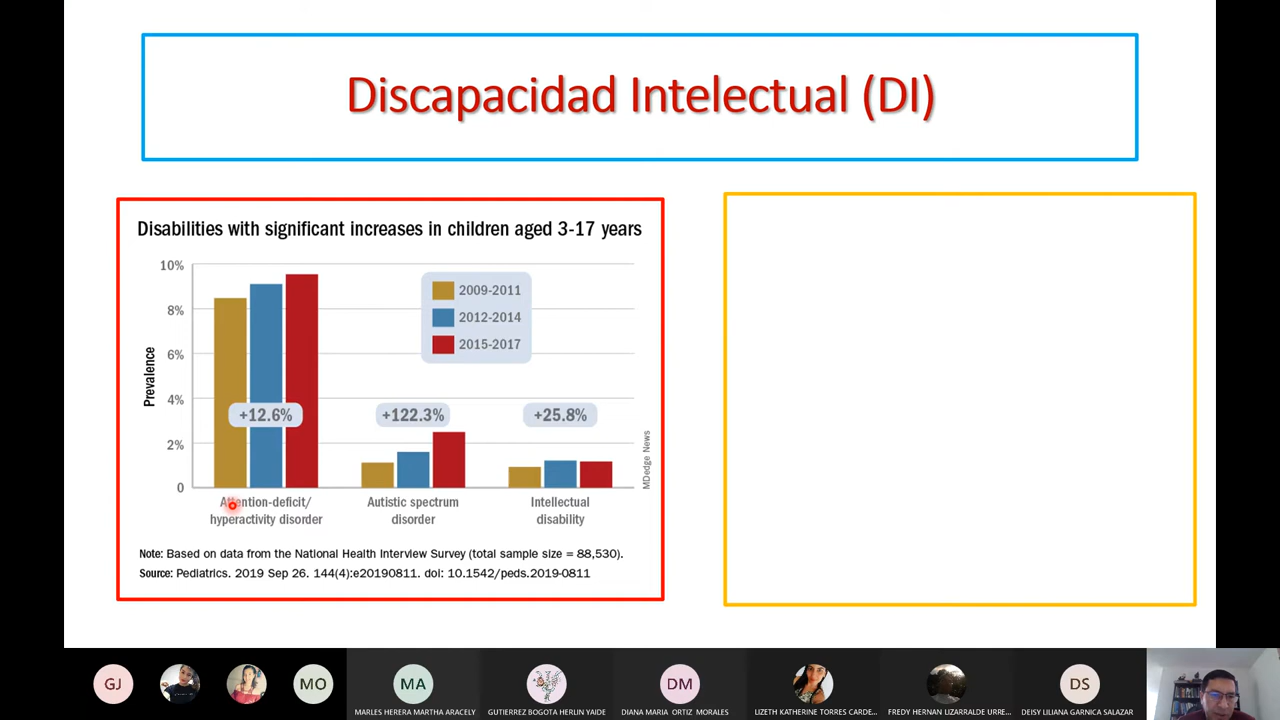 Discapacidad Intelectual (DI)
Disabilities with significant increases in children aged 3-17 years
10%
8%
6%
4%
2%
0
Prevalence
2009-2011
2012-2014
2015-2017
+12.6%
+122.3%
+25.8%
Attention-deficit/
hyperactivity disorder
Autistic spectrum
disorder
Intellectual
disability
MDedge News
Note: Based on data from the National Health Interview Survey (total sample size = 88,530).
Source: Pediatrics. 2019 Sep 26. 144(4):e20190811. doi: 10.1542/peds.2019-0811
GJ
MO
MA
DM
DS
MARLES HERERA MARTHA ARACELY
GUTIERREZ BOGOTA HERLIN YAIDE
DIANA MARIA ORTIZ MORALES
LIZETH KATHERINE TORRES CARDE...
FREDY HERNAN LIZARRALDE URRE...
DEISY LILIANA GARNICA SALAZAR